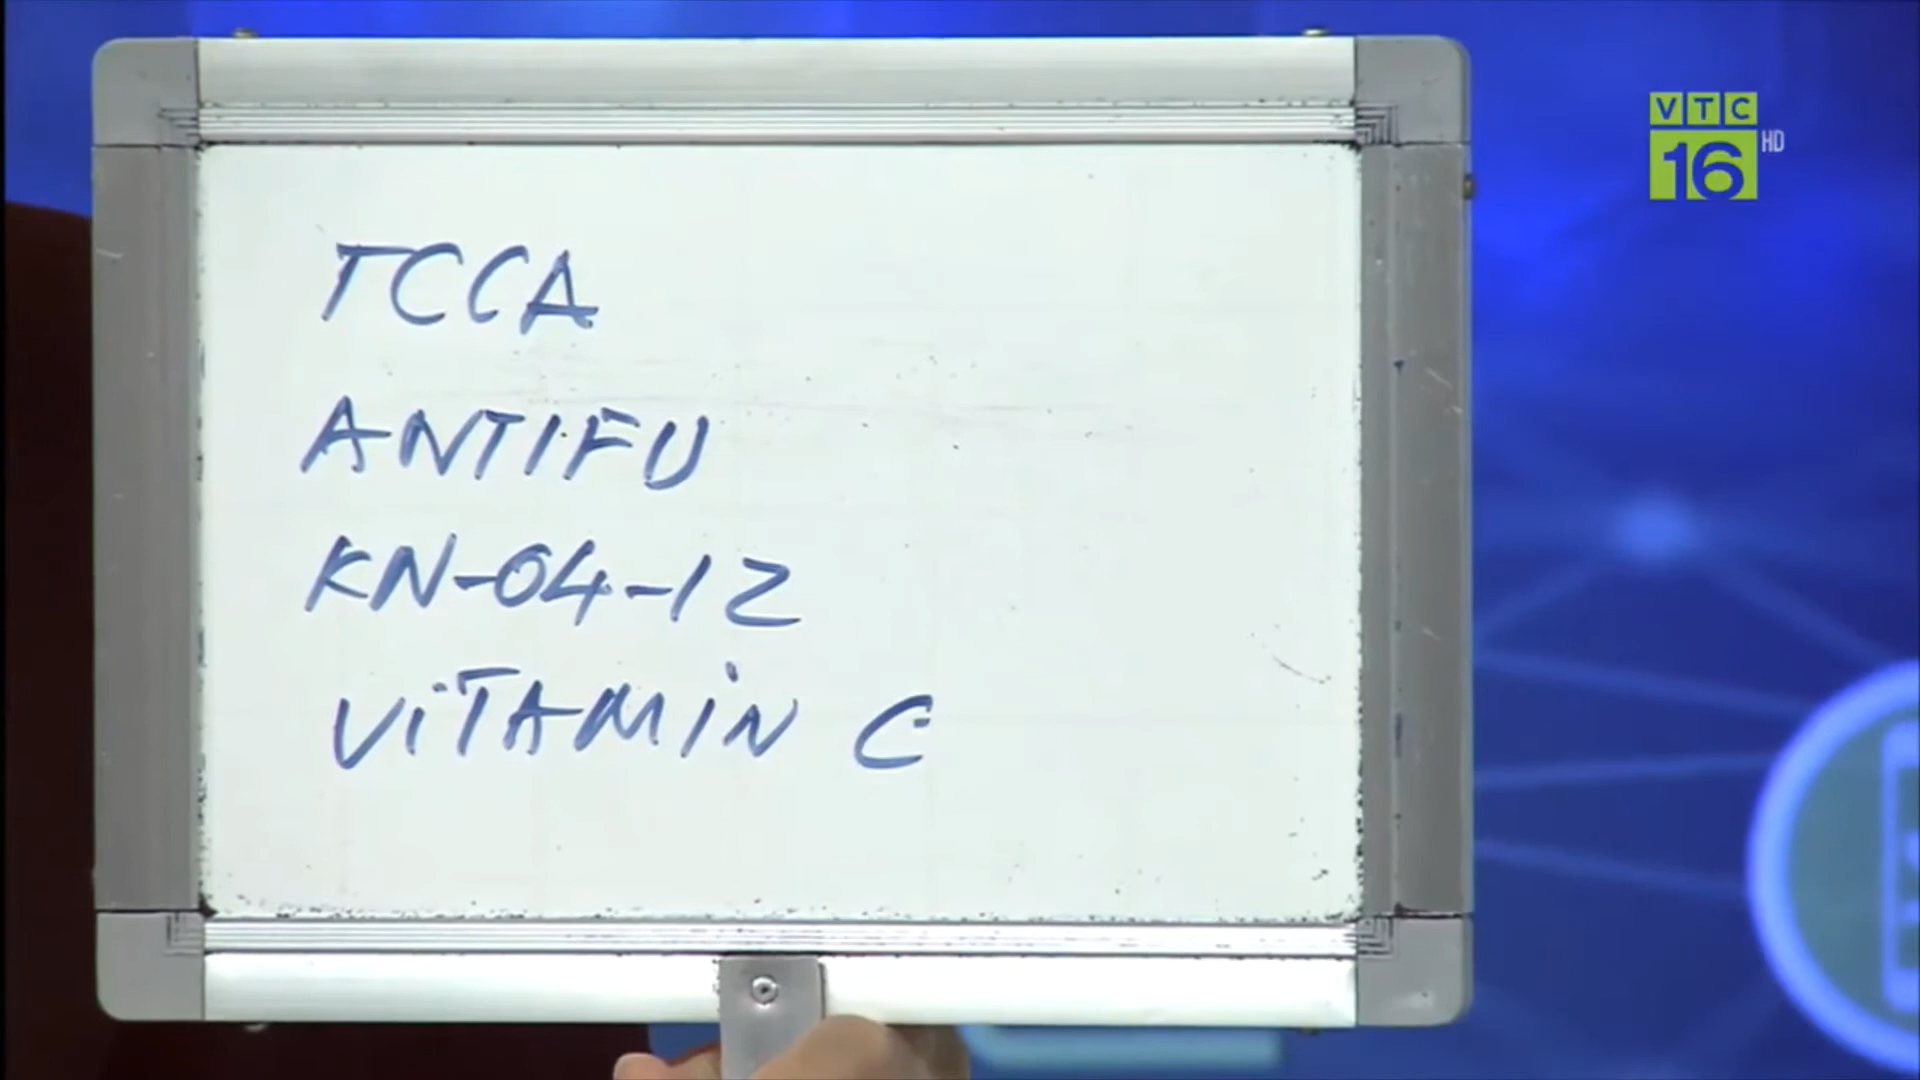 VTC
16 HD
TCCA
ANTIFU
KN-04-12
ViTAMiN C